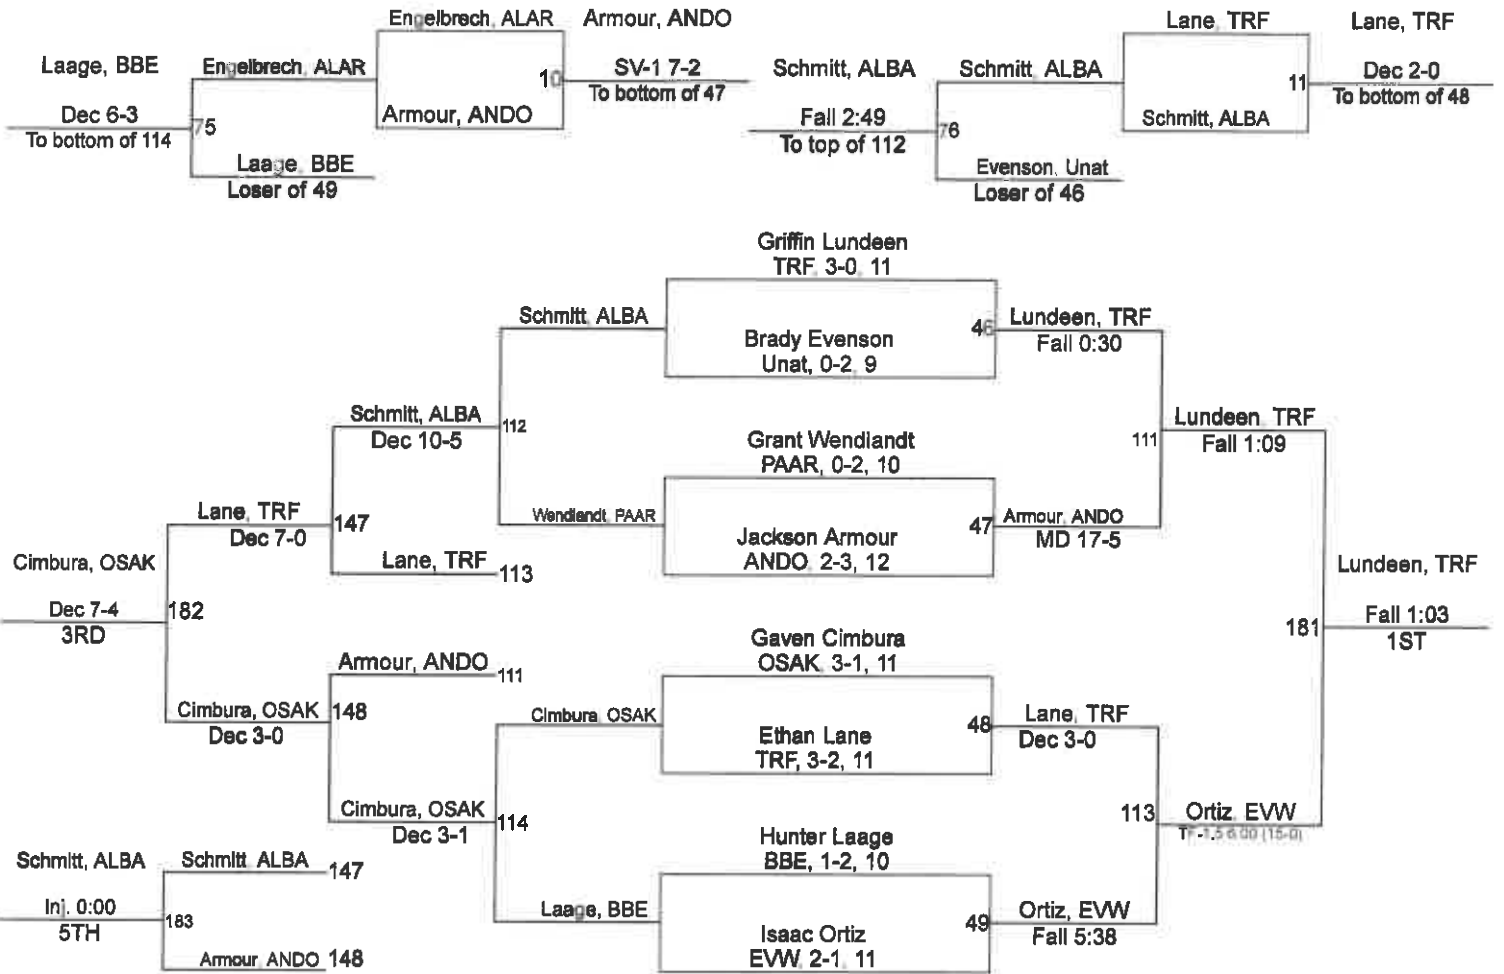 Engelbrech, ALAR
Armour, ANDO
Laage, BBE
Engelbrech, ALAR
10
SV-1 7-2
To bottom of 47
Dec 6-3
To bottom of 114
75
Armour, ANDO
Laage, BBE
Loser of 49
Lane, TRF
Lane, TRF
Schmitt, ALBA
Schmitt, ALBA
11
Dec 2-0
To bottom of 48
Fall 2:49
To top of 112
76
Schmitt, ALBA
Evenson, Unat
Loser of 46
Griffin Lundeen
TRF, 3-0, 11
Schmitt, ALBA
46
Lundeen, TRF
Fall 0:30
Brady Evenson
Unat, 0-2, 9
Schmitt, ALBA
Dec 10-5
112
Grant Wendlandt
PAAR, 0-2, 10
111
Lundeen, TRF
Fall 1:09
Lane, TRF
Dec 7-0
147
Wendlandt, PAAR
47
Armour, ANDO
MD 17-5
Jackson Armour
ANDO, 2-3, 12
Lane, TRF
113
Cimbura, OSAK
Dec 7-4
3RD
182
Lundeen, TRF
181
Fall 1:03
1ST
Gaven Cimbura
OSAK, 3-1, 11
Armour, ANDO
111
Cimbura, OSAK
Dec 3-0
148
Cimbura, OSAK
48
Lane, TRF
Dec 3-0
Ethan Lane
TRF, 3-2, 11
Cimbura, OSAK
Dec 3-1
114
113
Ortiz, EVW
TF-1.5 6:00 (15-0)
Hunter Laage
BBE, 1-2, 10
Schmitt, ALBA
Schmitt, ALBA
147
Inj. 0:00
5TH
183
Laage, BBE
49
Ortiz, EVW
Fall 5:38
Isaac Ortiz
EVW, 2-1, 11
Armour, ANDO
148